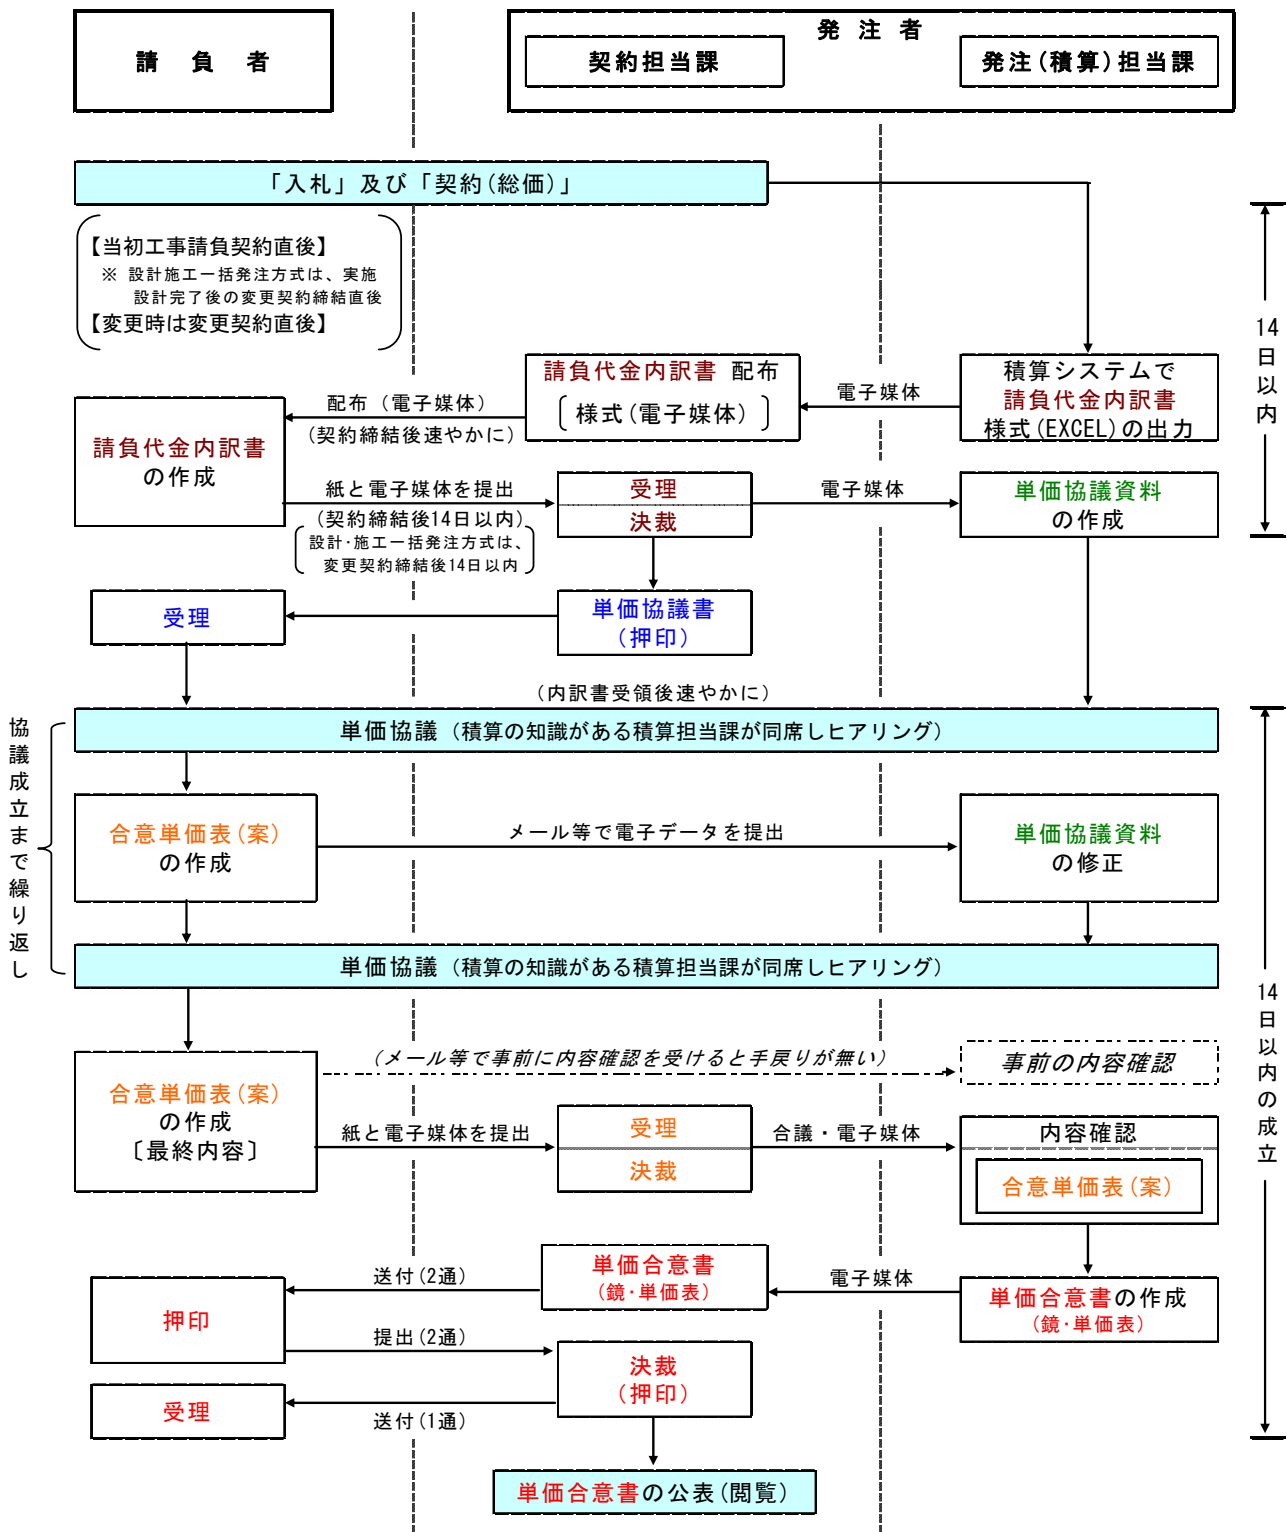 請負者
発注者
契約担当課
発注(積算)担当課
「入札」及び「契約(総価)」
【当初工事請負契約直後】
※ 設計施工一括発注方式は、実施
設計完了後の変更契約締結直後
【変更時は変更契約直後】
14日以内
積算システムで
請負代金内訳書
様式(EXCEL)の出力
電子媒体
請負代金内訳書 配布
〔様式(電子媒体)〕
配布(電子媒体)
(契約締結後速やかに)
請負代金内訳書
の作成
紙と電子媒体を提出
(契約締結後14日以内)
設計・施工一括発注方式は、
変更契約締結後14日以内
受理
決裁
電子媒体
単価協議資料
の作成
単価協議書
(押印)
受理
(内訳書受領後速やかに)
単価協議(積算の知識がある積算担当課が同席しヒアリング)
協議成立まで繰り返し
合意単価表(案)
の作成
メール等で電子データを提出
単価協議資料
の修正
単価協議(積算の知識がある積算担当課が同席しヒアリング)
14日以内の成立
合意単価表(案)
の作成
〔最終内容〕
(メール等で事前に内容確認を受けると手戻りが無い)
事前の内容確認
紙と電子媒体を提出
受理
決裁
合議・電子媒体
内容確認
合意単価表(案)
単価合意書の作成
(鏡・単価表)
電子媒体
単価合意書
(鏡・単価表)
送付(2通)
押印
提出(2通)
決裁
(押印)
送付(1通)
受理
単価合意書の公表(閲覧)